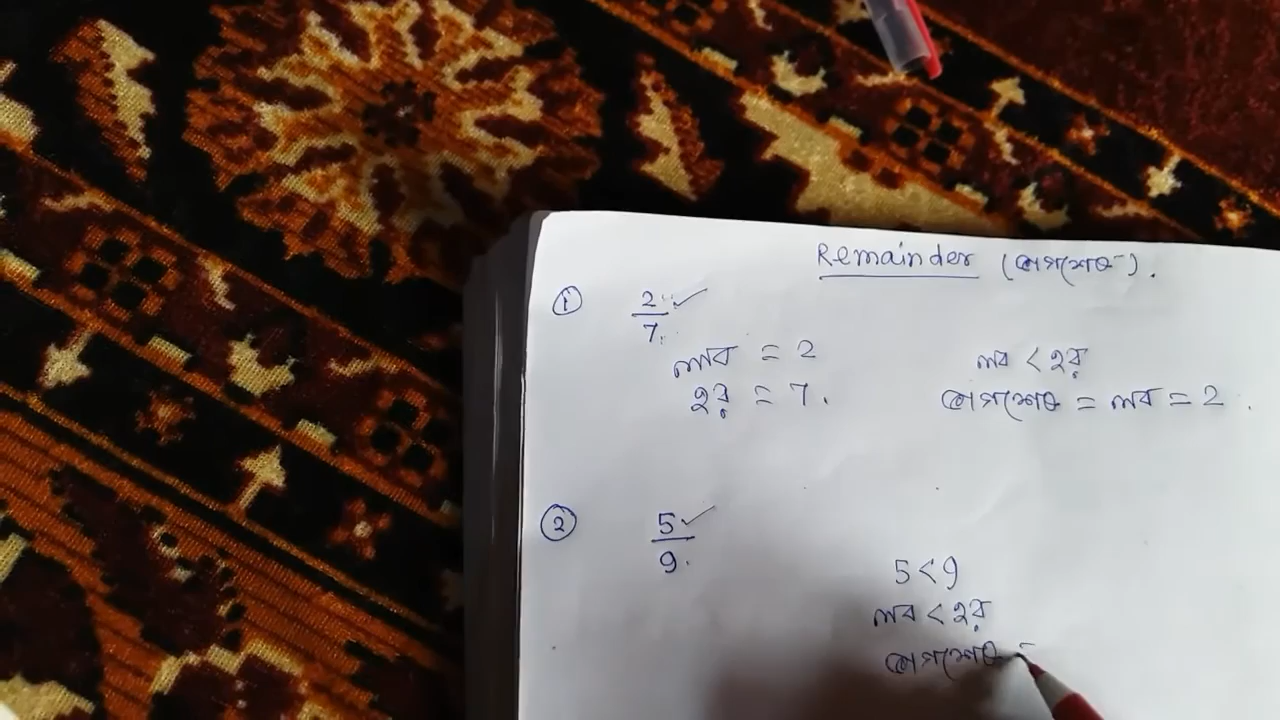 Remainder (ভাগশেষ).
① 2/7
লব = 2
হর = 7.
লব < হর
ভাগশেষ = লব = 2.
② 5/9.
5 < 9
লব < হর
ভাগশেষ =